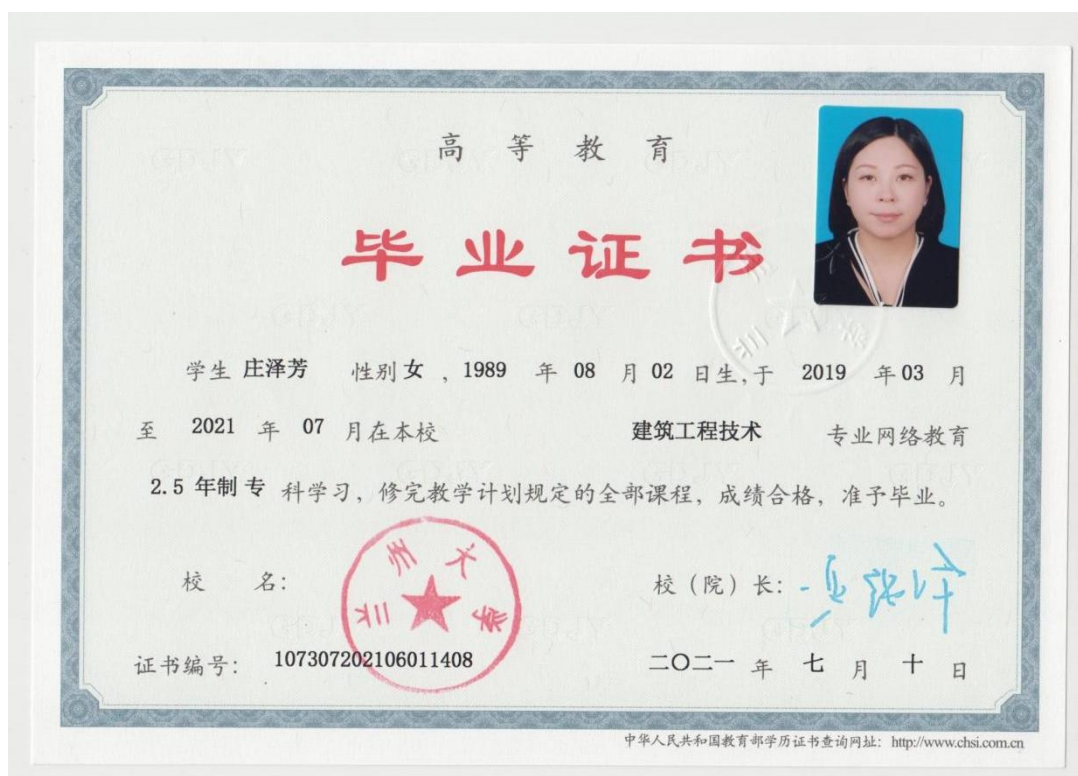 高等教育
毕业证书
学生 庄泽芳 性别 女 , 1989 年 08 月 02 日生,于 2019 年 03 月
至 2021 年 07 月在本校 建筑工程技术 专业网络教育
2.5 年制 专 科学习，修完教学计划规定的全部课程，成绩合格，准予毕业。
校 名: 兰州大学 校（院）长:
证书编号: 107307202106011408 二〇二一 年 七 月 十 日
中华人民共和国教育部学历证书查询网址: http://www.chsi.com.cn